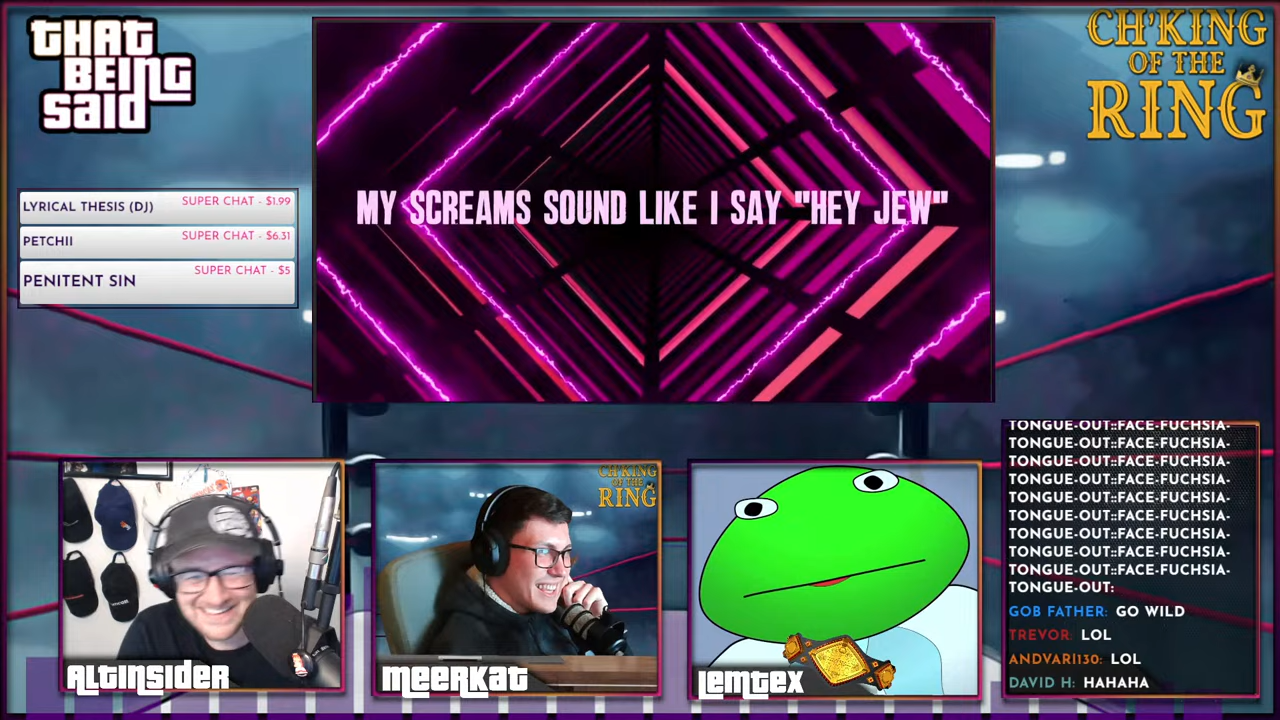 THAT
BEING
SAID
CH'KING
OF THE
RING
MY SCREAMS SOUND LIKE I SAY "HEY JEW"
LYRICAL THESIS (DJ) SUPER CHAT - $1.99
PETCHII SUPER CHAT - $6.31
PENITENT SIN SUPER CHAT - $5
CH'KING
OF THE
RING
ALTINSIDER
MEERKAT
LEMTEX
TONGUE-OUT::FACE-FUCHSIA-
TONGUE-OUT::FACE-FUCHSIA-
TONGUE-OUT::FACE-FUCHSIA-
TONGUE-OUT::FACE-FUCHSIA-
TONGUE-OUT::FACE-FUCHSIA-
TONGUE-OUT::FACE-FUCHSIA-
TONGUE-OUT::FACE-FUCHSIA-
TONGUE-OUT::FACE-FUCHSIA-
TONGUE-OUT::FACE-FUCHSIA-
TONGUE-OUT:
GOB FATHER: GO WILD
TREVOR: LOL
ANDVARI130: LOL
DAVID H: HAHAHA